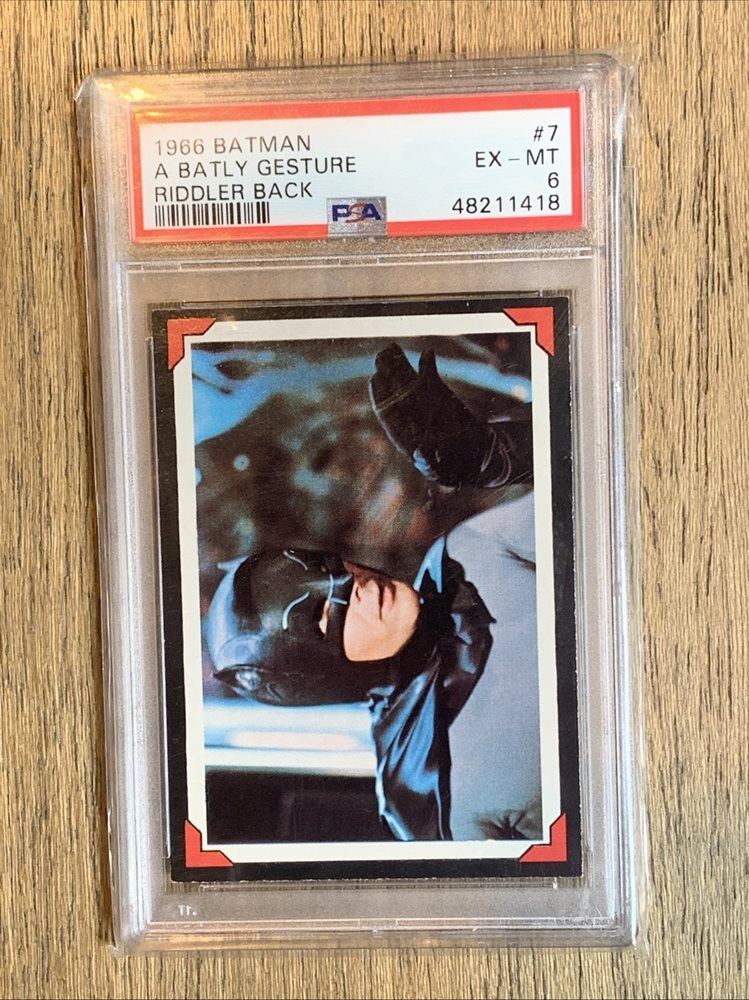 1966 BATMAN #7
A BATLY GESTURE EX - MT
RIDDLER BACK 6
PSA 48211418